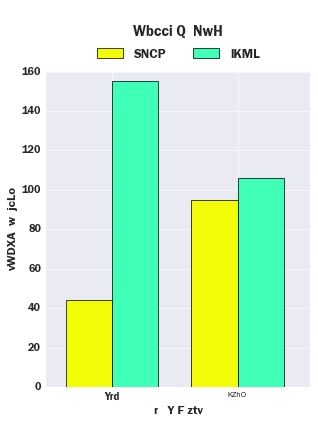 Wbcci Q NwH
SNCP IKML
160
140
120
100
80
60
40
20
0
vWDXA w jcLo
Yrd KZhO
r Y F ztv